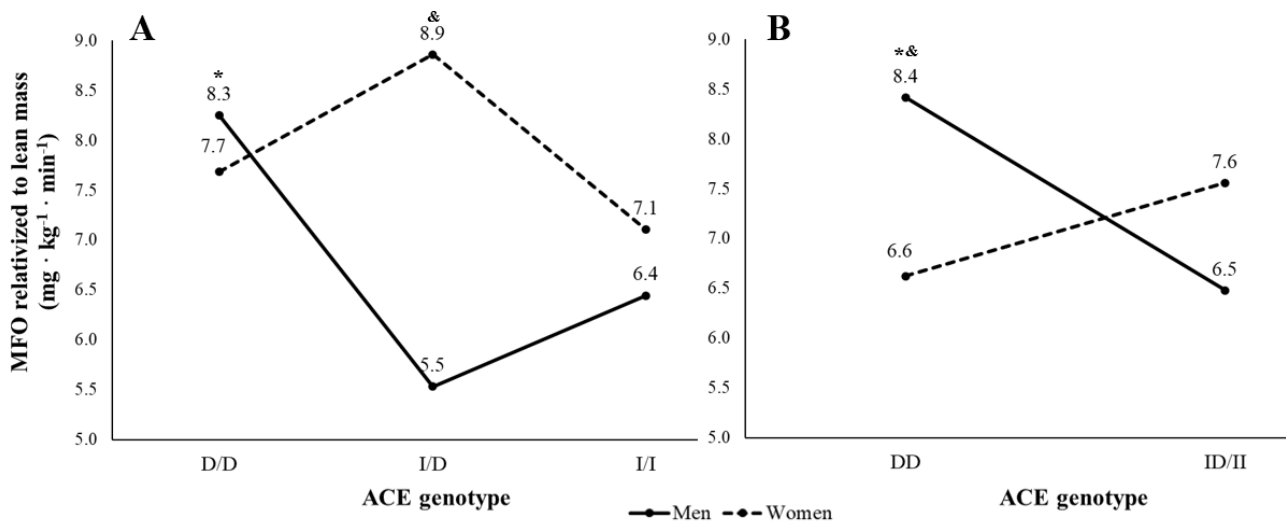 A
B
MFO relativized to lean mass
(mg · kg⁻¹ · min⁻¹)
9.0
8.5
8.0
7.5
7.0
6.5
6.0
5.5
5.0
*
8.3
7.7
&
8.9
5.5
7.1
6.4
D/D
I/D
I/I
ACE genotype
9.0
8.5
8.0
7.5
7.0
6.5
6.0
5.5
5.0
*&
8.4
6.6
7.6
6.5
DD
ID/II
ACE genotype
Men
Women